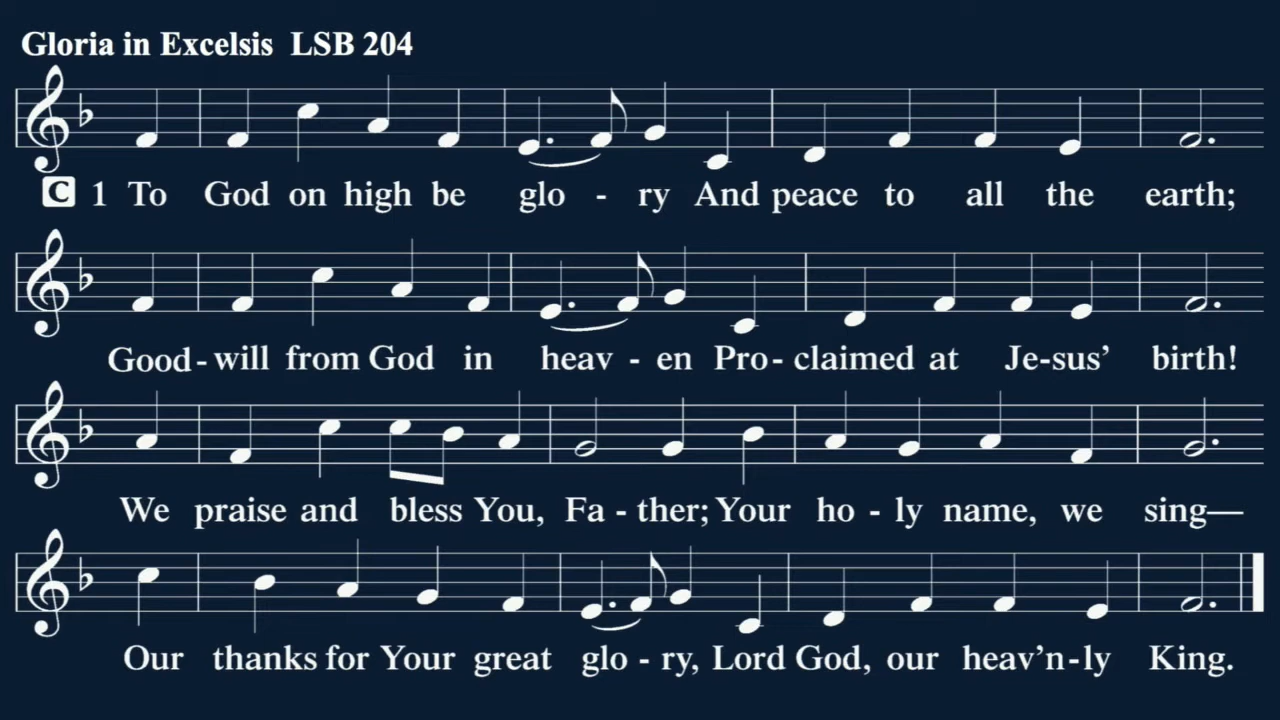 Gloria in Excelsis LSB 204
C 1 To God on high be glo - ry And peace to all the earth;
Good - will from God in heav - en Pro - claimed at Je - sus’ birth!
We praise and bless You, Fa - ther; Your ho - ly name, we sing—
Our thanks for Your great glo - ry, Lord God, our heav’n - ly King.